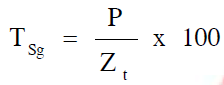 T_Sg = P / Z_t x 100